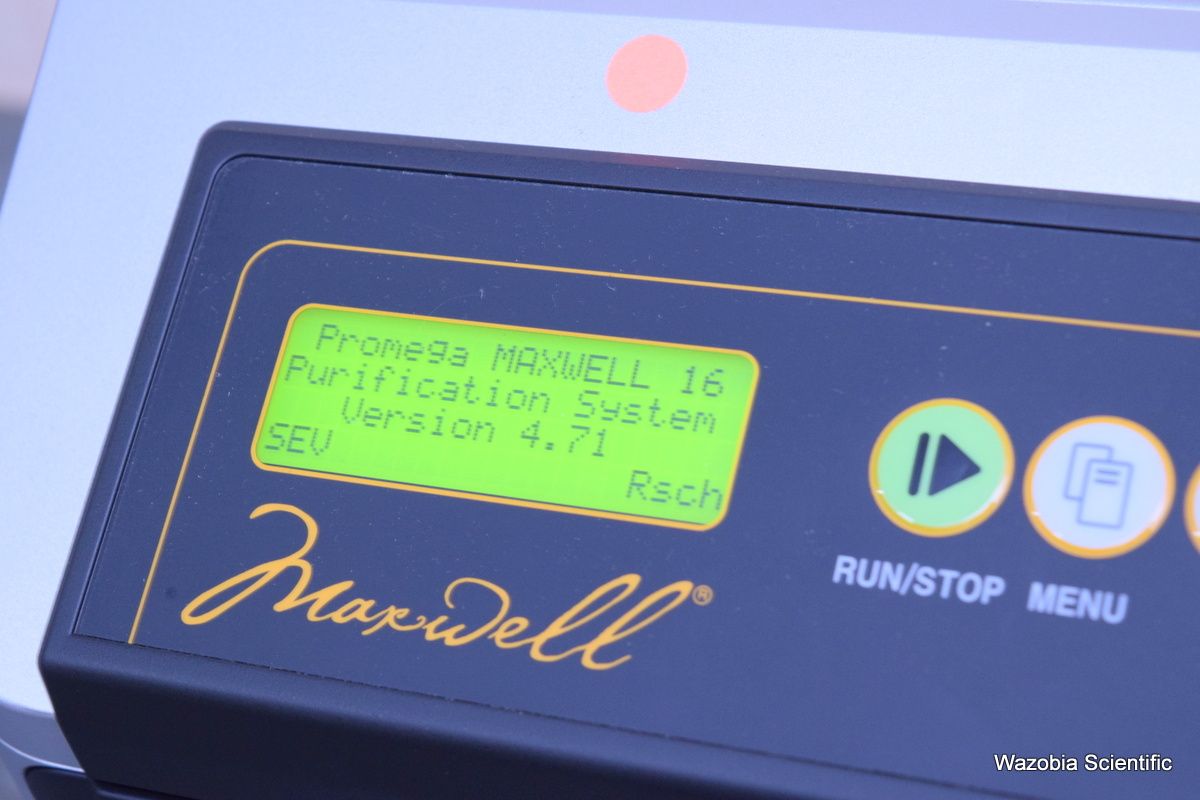 Promega MAXWELL 16
Purification System
Version 4.71
SEV
Rsch
Maxwell®
RUN/STOP
MENU
Wazobia Scientific